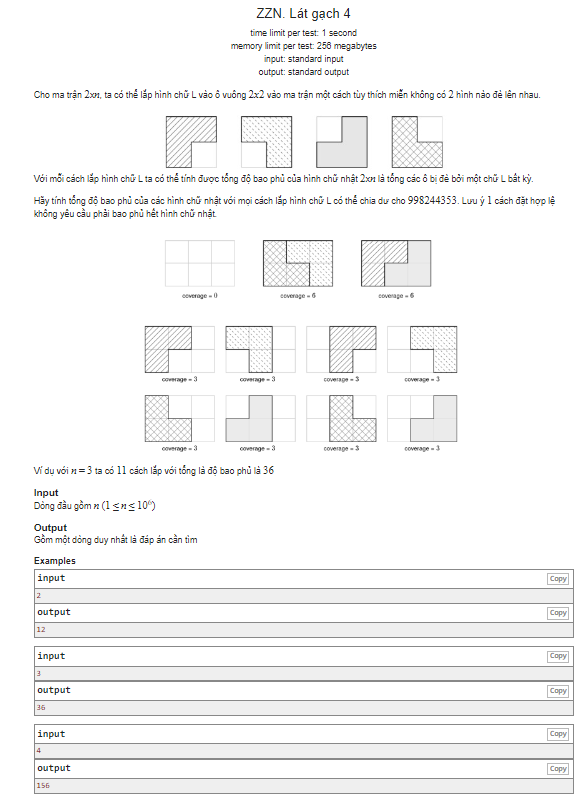 ZZN. Lát gạch 4
time limit per test: 1 second
memory limit per test: 256 megabytes
input: standard input
output: standard output
Cho ma trận 2xn, ta có thể lấp hình chữ L vào ô vuông 2x2 vào ma trận một cách tùy thích miễn không có 2 hình nào đè lên nhau.
Với mỗi cách lấp hình chữ L ta có thể tính được tổng độ bao phủ của hình chữ nhật 2xn là tổng các ô bị đè bởi một chữ L bất kỳ.
Hãy tính tổng độ bao phủ của các hình chữ nhật với mọi cách lấp hình chữ L có thể chia dư cho 998244353. Lưu ý 1 cách đặt hợp lệ
không yêu cầu phải bao phủ hết hình chữ nhật.
coverage = 0 coverage = 6 coverage = 6
coverage = 3 coverage = 3 coverage = 3 coverage = 3
coverage = 3 coverage = 3 coverage = 3 coverage = 3
Ví dụ với n = 3 ta có 11 cách lấp với tổng là độ bao phủ là 36
Input
Dòng đầu gồm n (1 ≤ n ≤ 10⁶)
Output
Gồm một dòng duy nhất là đáp án cần tìm
Examples
input Copy
2
output Copy
12
input Copy
3
output Copy
36
input Copy
4
output Copy
156